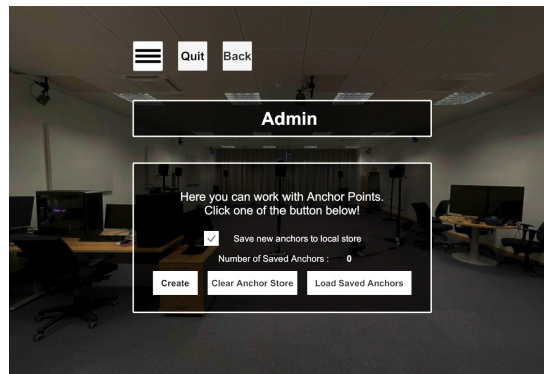 Quit Back
Admin
Here you can work with Anchor Points.
Click one of the button below!
Save new anchors to local store
Number of Saved Anchors : 0
Create Clear Anchor Store Load Saved Anchors